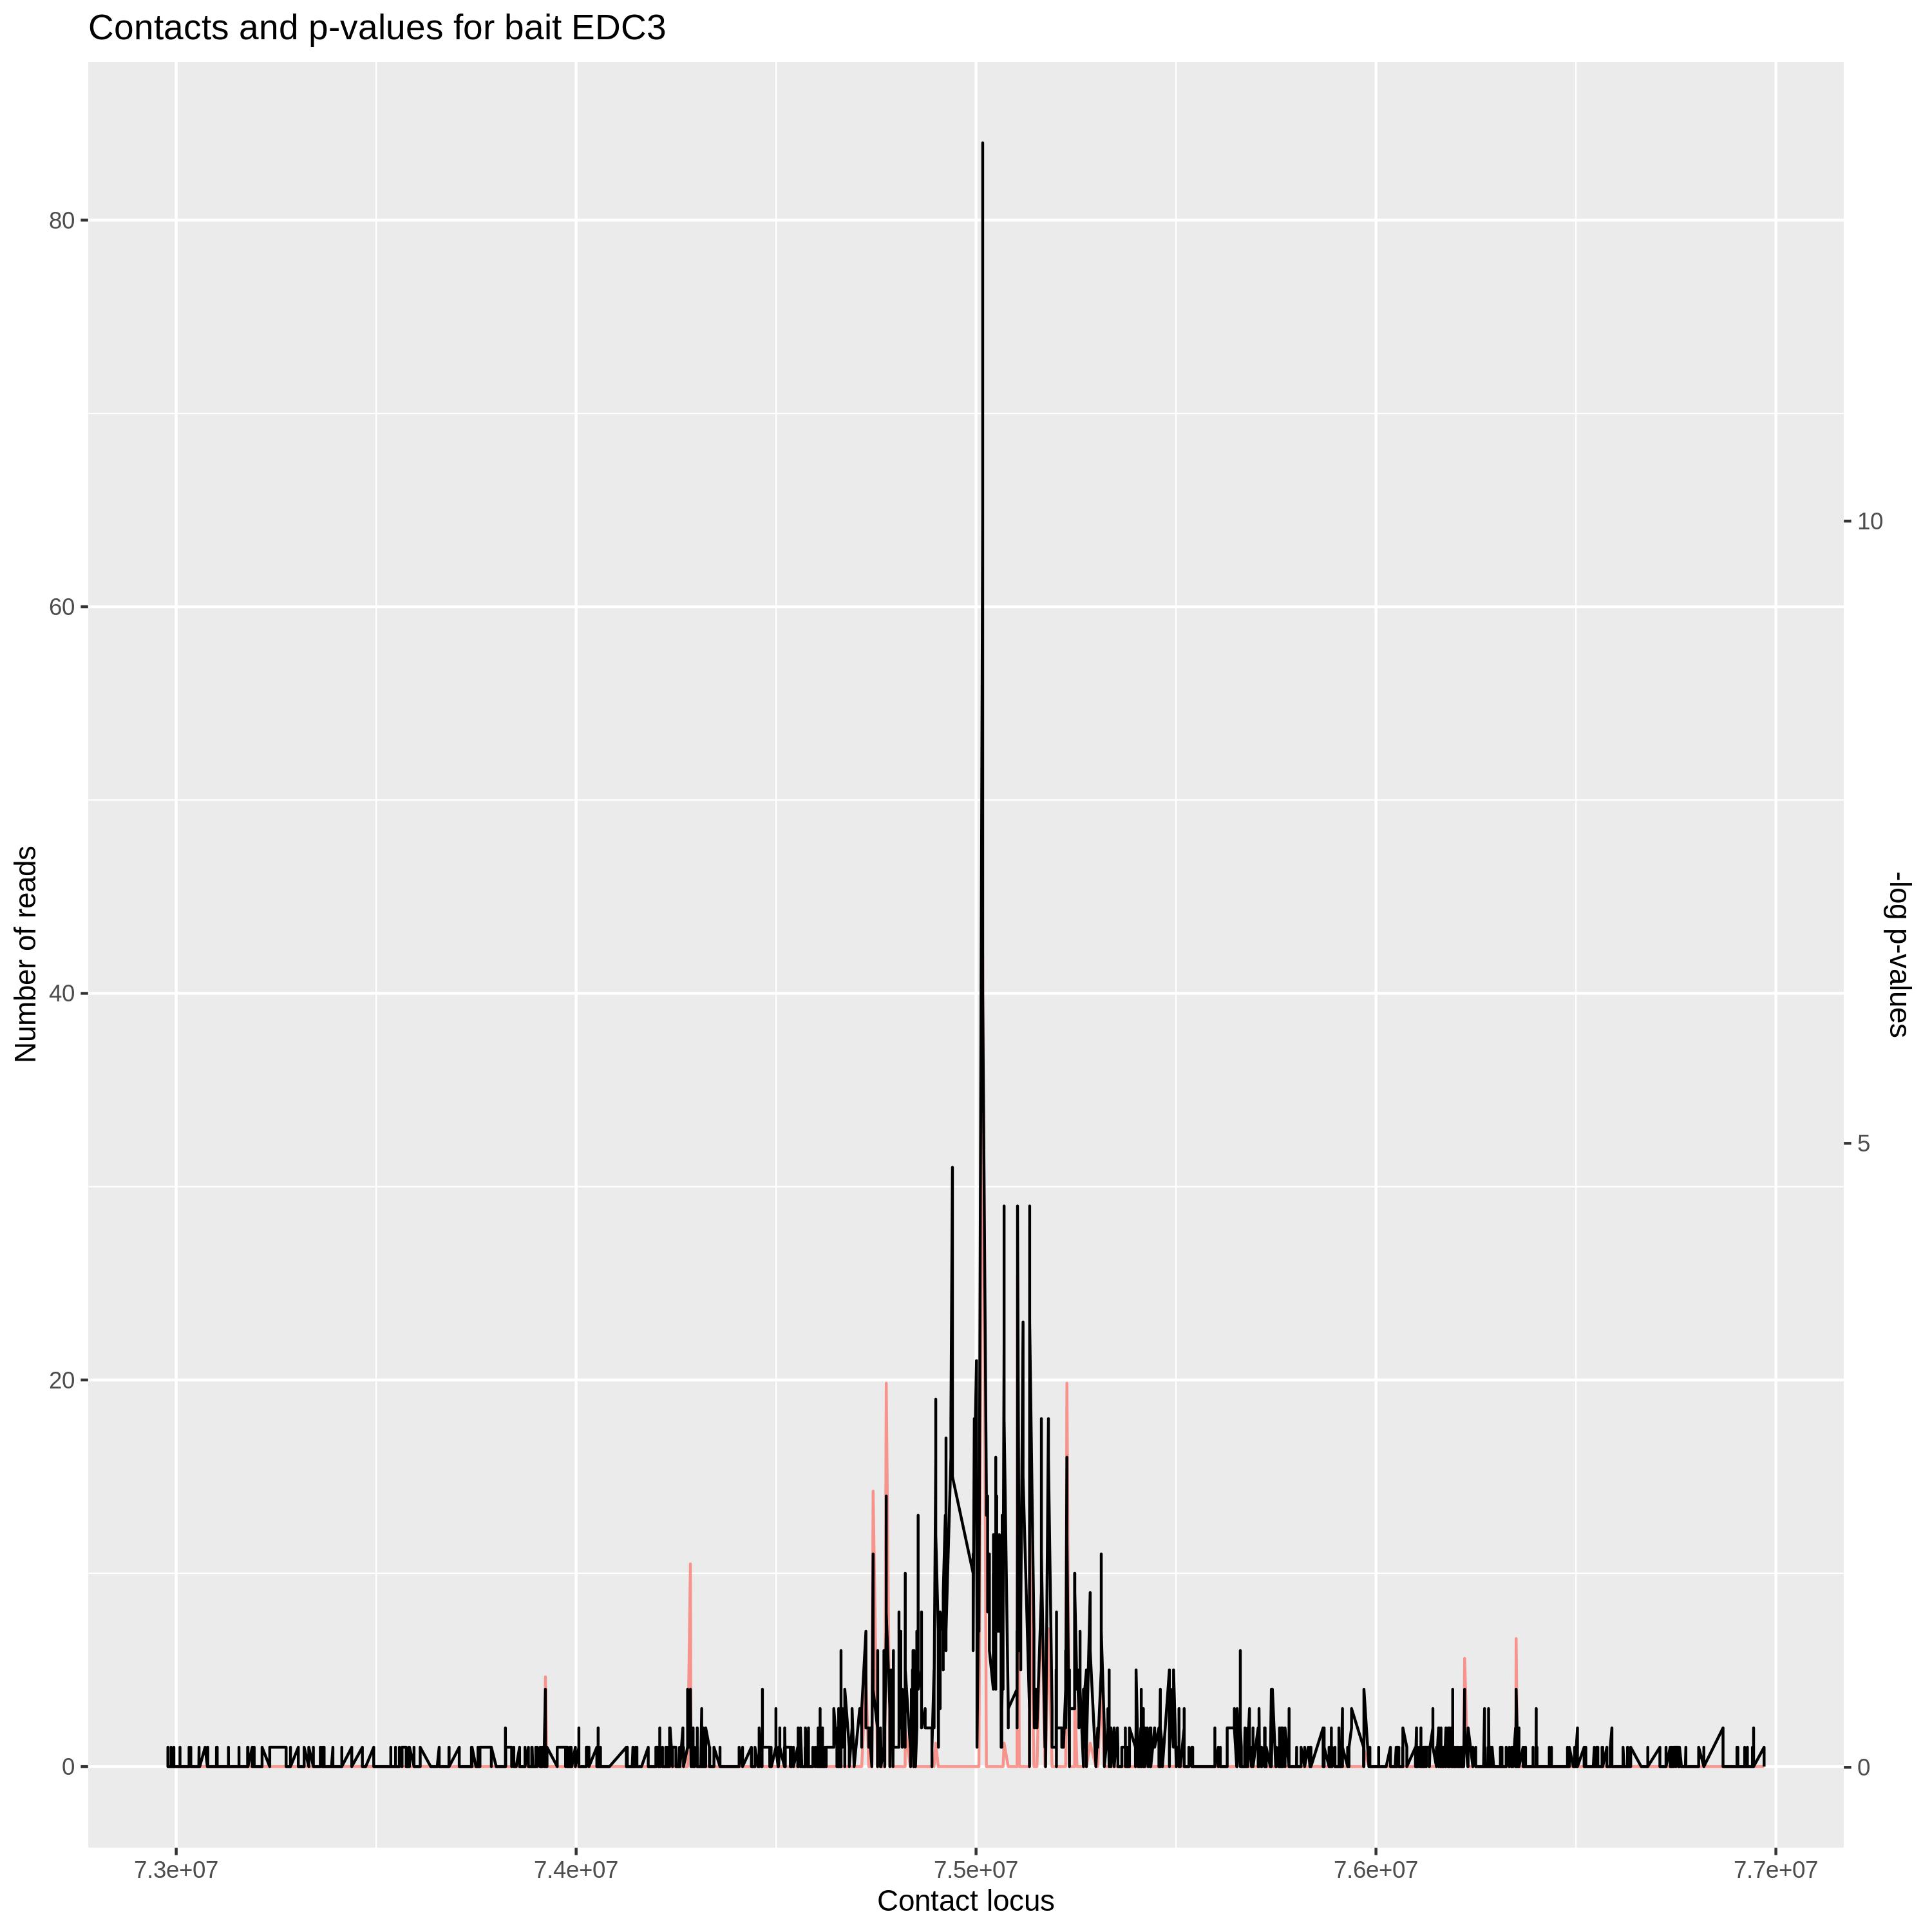 Contacts and p-values for bait EDC3
80
60
40
20
0
Number of reads
10
5
0
-log p-values
7.3e+07
7.4e+07
7.5e+07
7.6e+07
7.7e+07
Contact locus